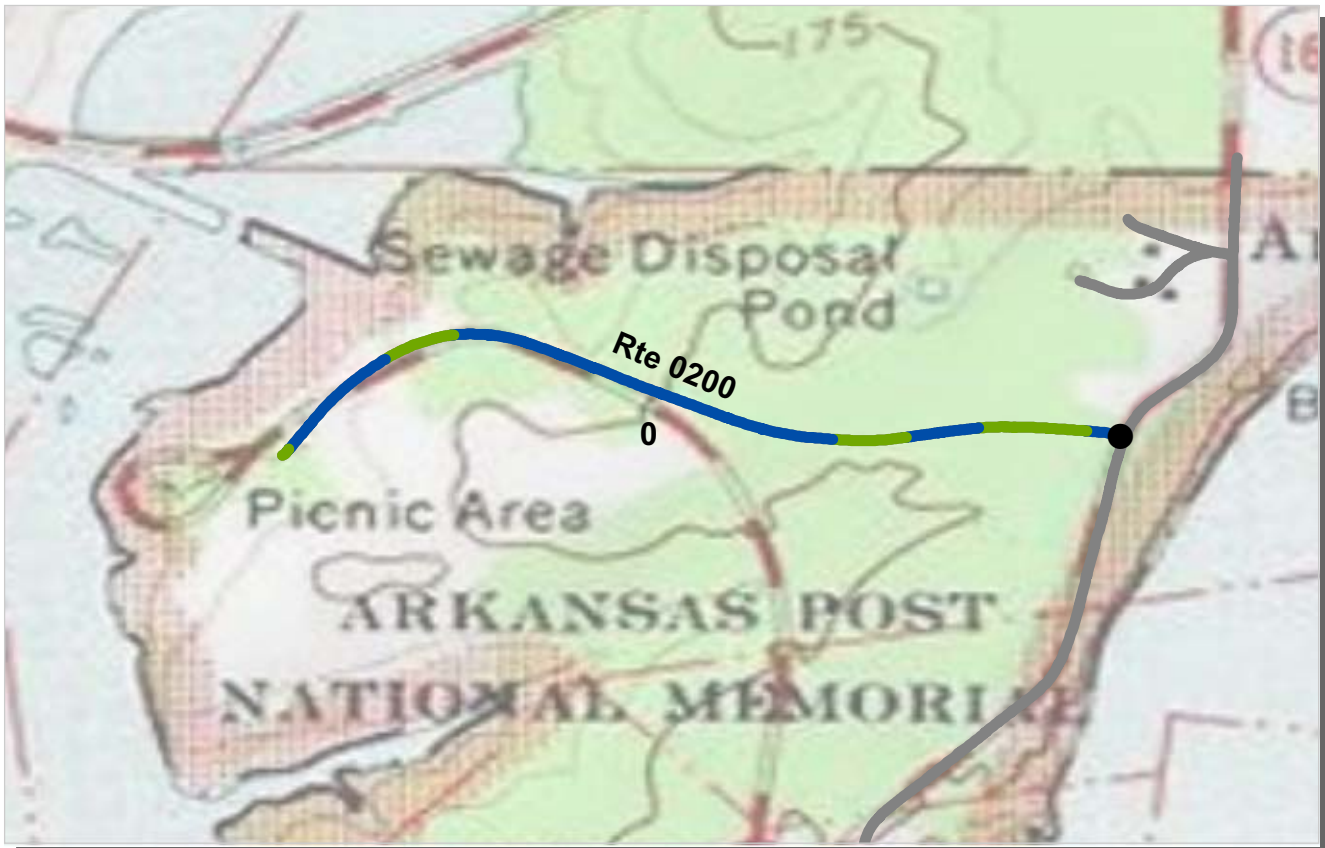 175
Sewage Disposal
Pond
Rte 0200
0
Picnic Area
ARKANSAS POST
NATIONAL MEMORIAL